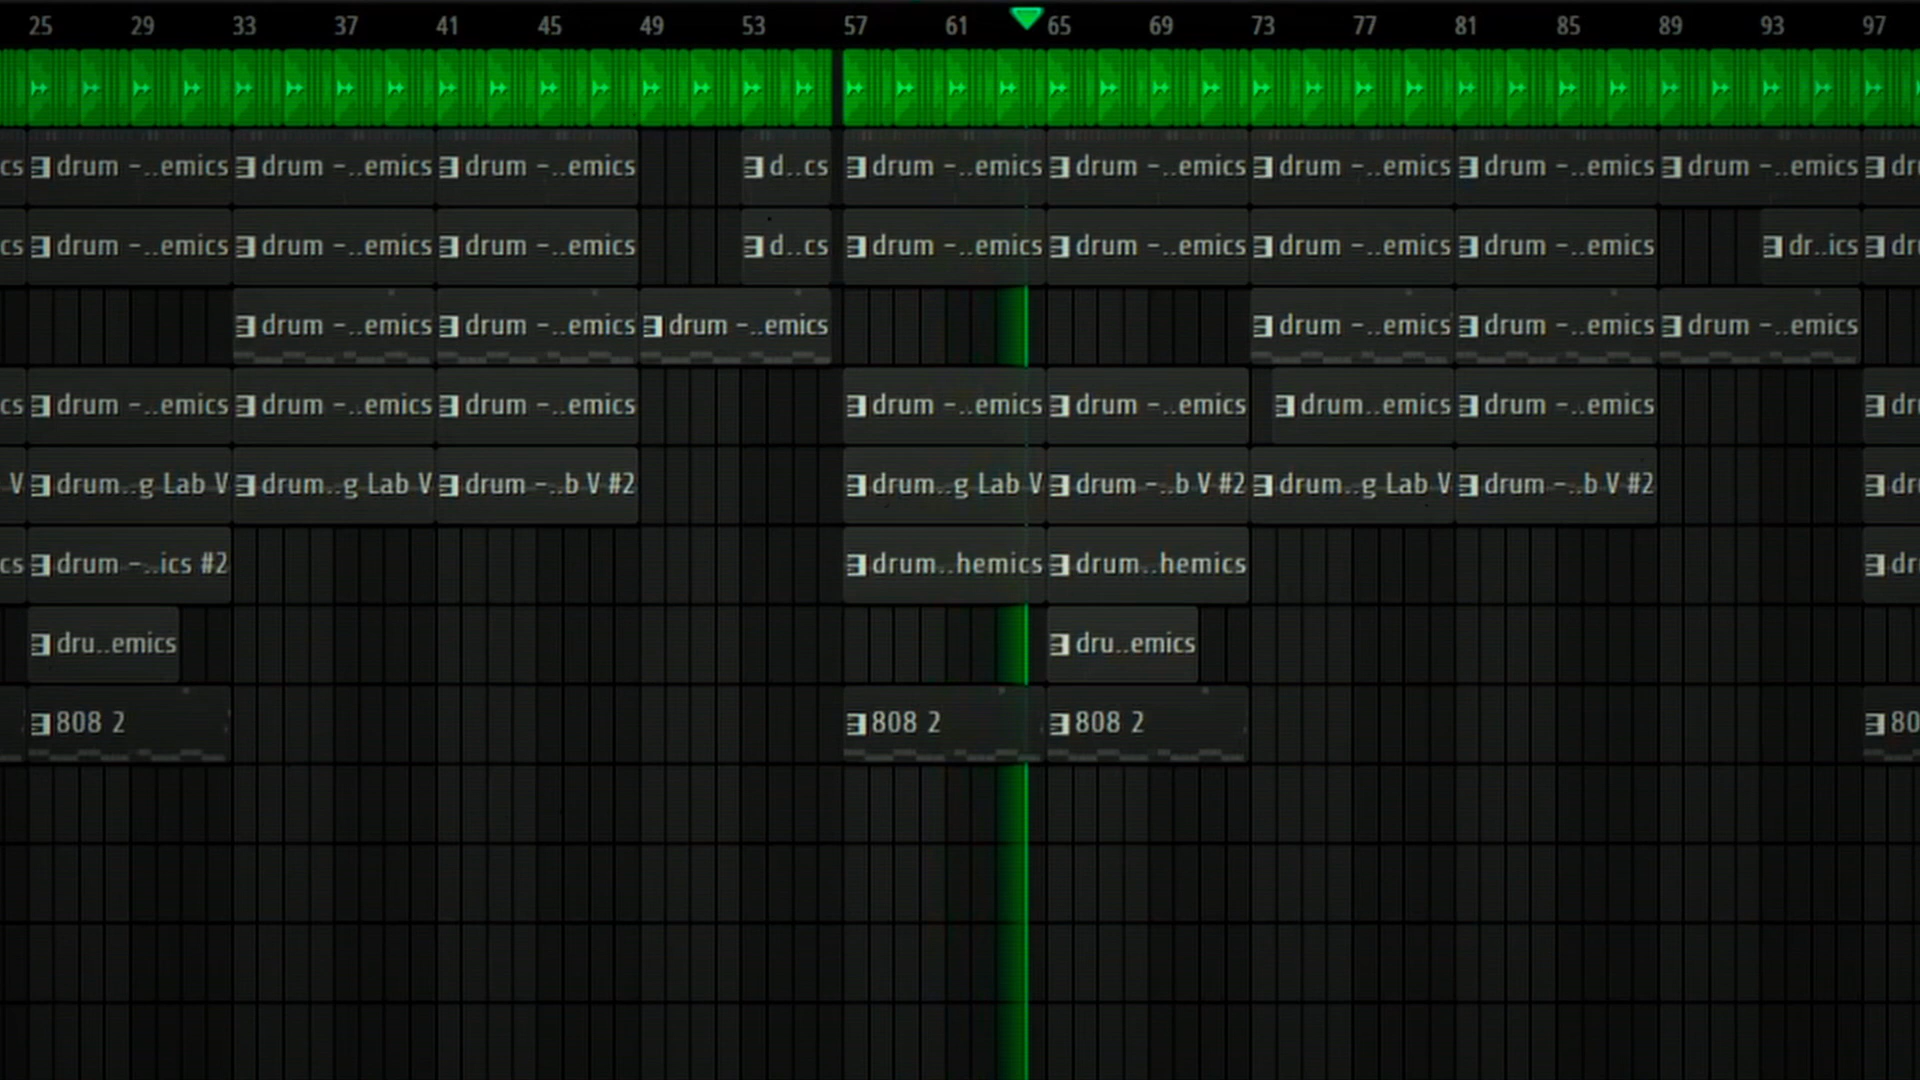 25 29 33 37 41 45 49 53 57 61 65 69 73 77 81 85 89 93 97
cs drum -..emics drum -..emics drum -..emics d..cs drum -..emics drum -..emics drum -..emics drum -..emics drum -..emics dru
cs drum -..emics drum -..emics drum -..emics d..cs drum -..emics drum -..emics drum -..emics drum -..emics dr..ics dru
drum -..emics drum -..emics drum -..emics drum -..emics drum -..emics drum -..emics
cs drum -..emics drum -..emics drum -..emics drum -..emics drum -..emics drum..emics drum -..emics dru
V drum..g Lab V drum..g Lab V drum -..b V #2 drum..g Lab V drum -..b V #2 drum..g Lab V drum -..b V #2 dru
cs drum -..ics #2 drum..hemics drum..hemics dru
dru..emics dru..emics
808 2 808 2 808 2 80